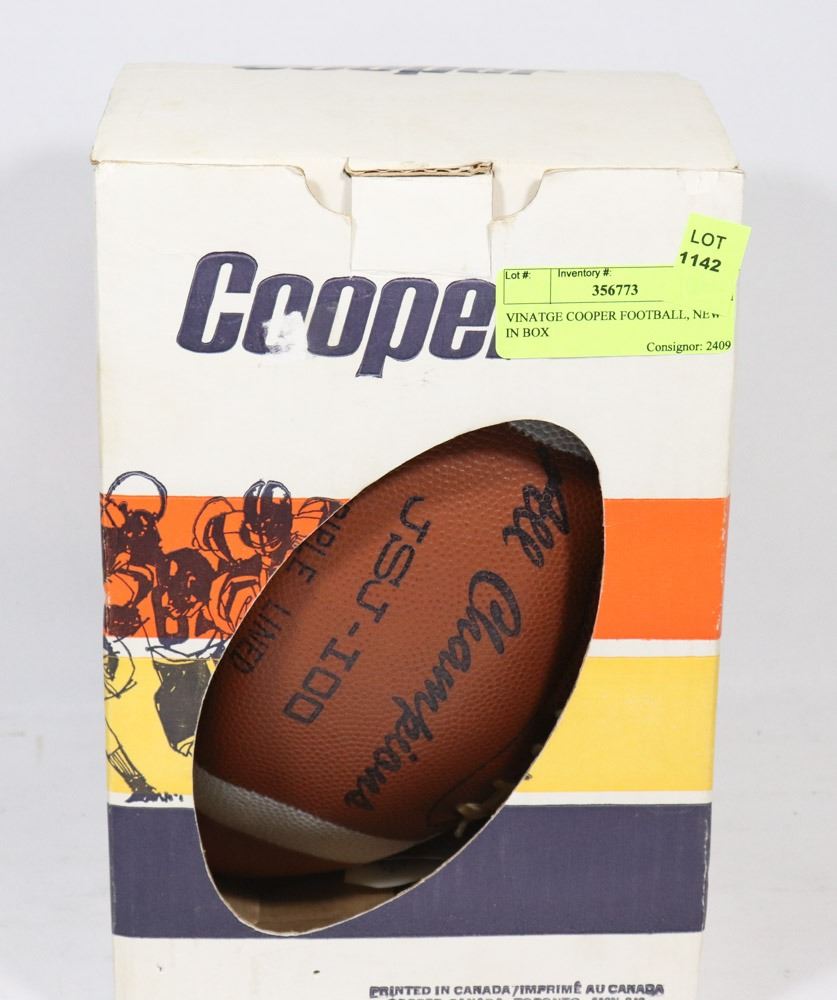 Cooper
LOT
1142
Lot #:
Inventory #:
356773
VINATGE COOPER FOOTBALL, NEW
IN BOX
Consignor: 2409
Champions
JSJ-100
LINED
PRINTED IN CANADA/IMPRIMÉ AU CANADA